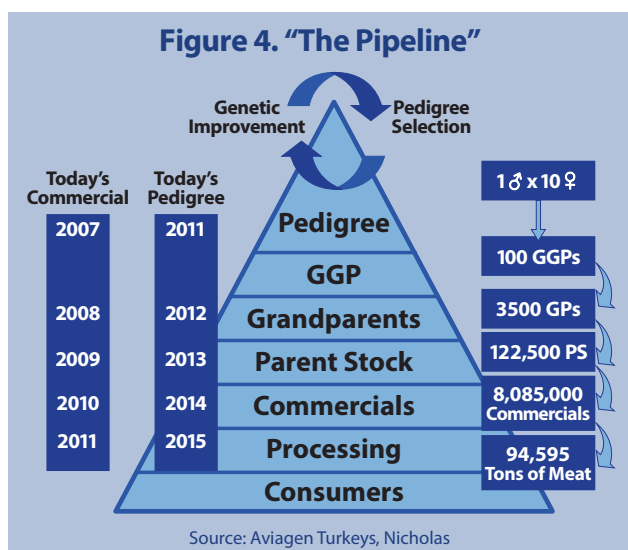 Figure 4. “The Pipeline”
Genetic
Improvement
Pedigree
Selection
Today’s
Commercial
2007
2008
2009
2010
2011
Today’s
Pedigree
2011
2012
2013
2014
2015
Pedigree
GGP
Grandparents
Parent Stock
Commercials
Processing
Consumers
1 ♂ x 10 ♀
100 GGPs
3500 GPs
122,500 PS
8,085,000
Commercials
94,595
Tons of Meat
Source: Aviagen Turkeys, Nicholas